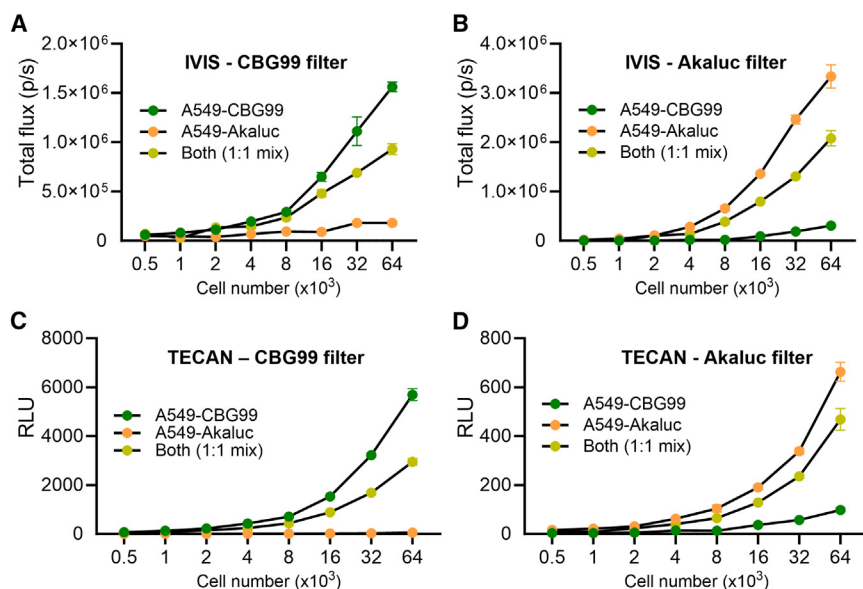 A
IVIS - CBG99 filter
Total flux (p/s)
2.0×10⁶
1.5×10⁶
1.0×10⁶
5.0×10⁵
0
A549-CBG99
A549-Akaluc
Both (1:1 mix)
0.5 1 2 4 8 16 32 64
Cell number (x10³)
B
IVIS - Akaluc filter
Total flux (p/s)
4.0×10⁶
3.0×10⁶
2.0×10⁶
1.0×10⁶
0
A549-CBG99
A549-Akaluc
Both (1:1 mix)
0.5 1 2 4 8 16 32 64
Cell number (x10³)
C
TECAN – CBG99 filter
RLU
8000
6000
4000
2000
0
A549-CBG99
A549-Akaluc
Both (1:1 mix)
0.5 1 2 4 8 16 32 64
Cell number (x10³)
D
TECAN - Akaluc filter
RLU
800
600
400
200
0
A549-CBG99
A549-Akaluc
Both (1:1 mix)
0.5 1 2 4 8 16 32 64
Cell number (x10³)